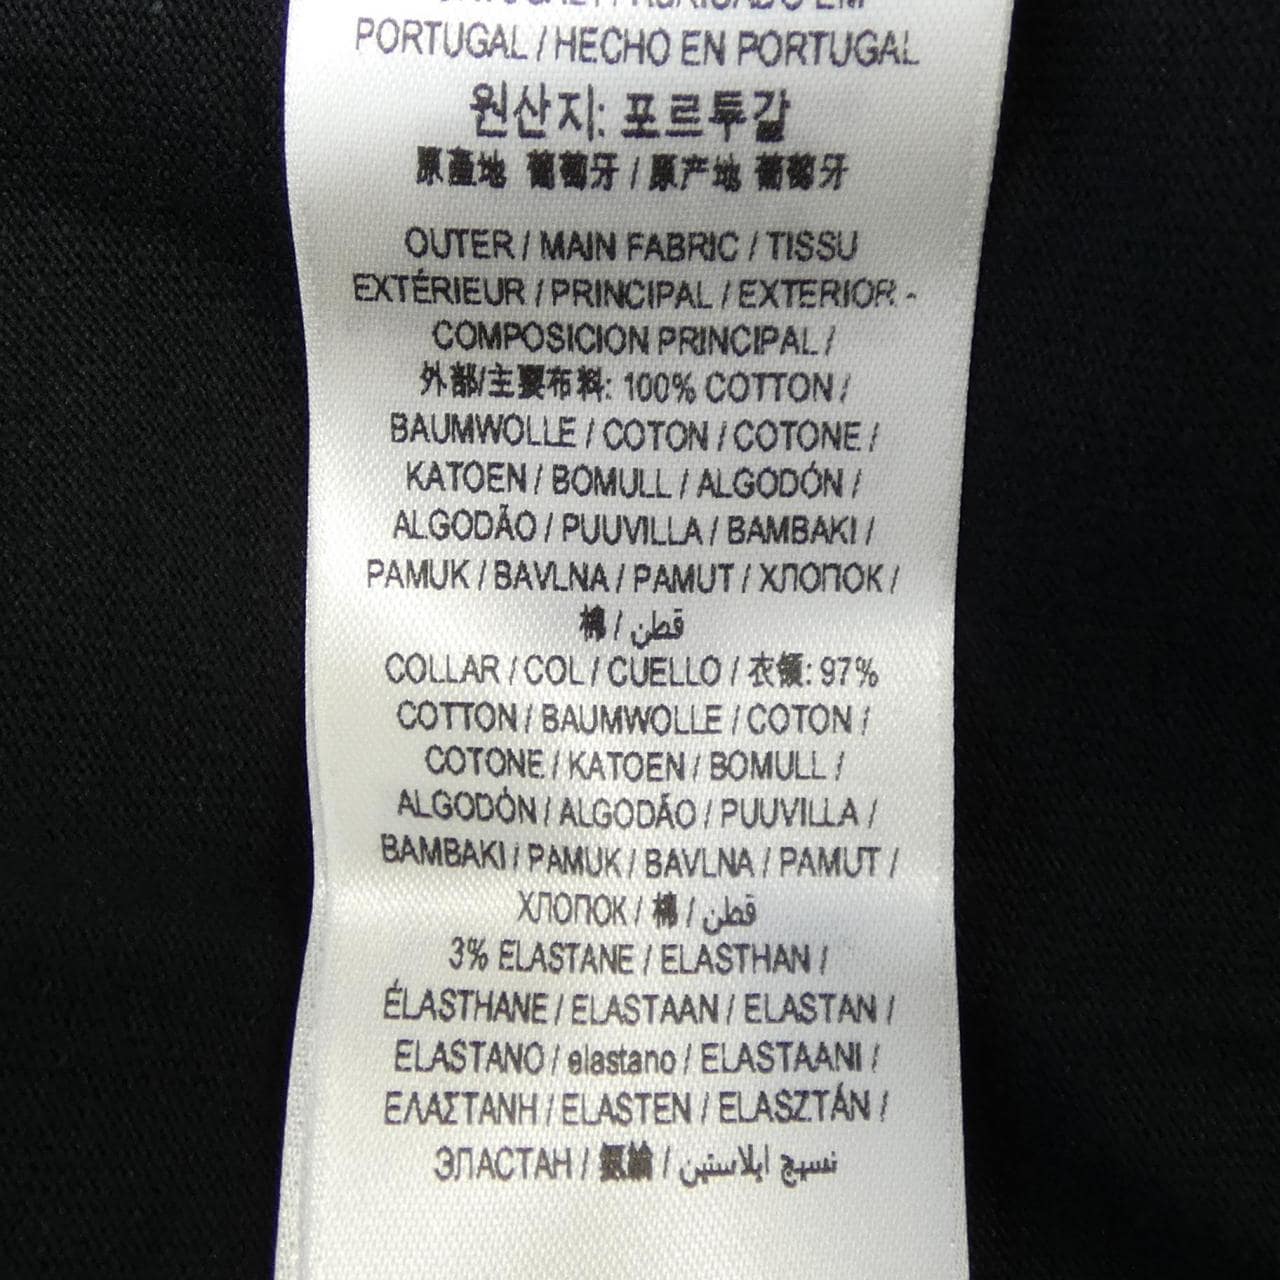 PORTUGAL / HECHO EN PORTUGAL
원산지: 포르투갈
原產地 葡萄牙 / 原产地 葡萄牙
OUTER / MAIN FABRIC / TISSU
EXTÉRIEUR / PRINCIPAL / EXTERIOR -
COMPOSICION PRINCIPAL /
外部/主要布料: 100% COTTON /
BAUMWOLLE / COTON / COTONE /
KATOEN / BOMULL / ALGODÓN /
ALGODÃO / PUUVILLA / BAMBAKI /
PAMUK / BAVLNA / PAMUT / ХЛОПОК /
棉 / قطن
COLLAR / COL / CUELLO / 衣領: 97%
COTTON / BAUMWOLLE / COTON /
COTONE / KATOEN / BOMULL /
ALGODÓN / ALGODÃO / PUUVILLA /
BAMBAKI / PAMUK / BAVLNA / PAMUT /
ХЛОПОК / 棉 / قطن
3% ELASTANE / ELASTHAN /
ÉLASTHANE / ELASTAAN / ELASTAN /
ELASTANO / elastano / ELASTAANI /
ΕΛΑΣΤΑΝΗ / ELASTEN / ELASZTÁN /
ЭЛАСТАН / 氨綸 / نسيج ايلاستين